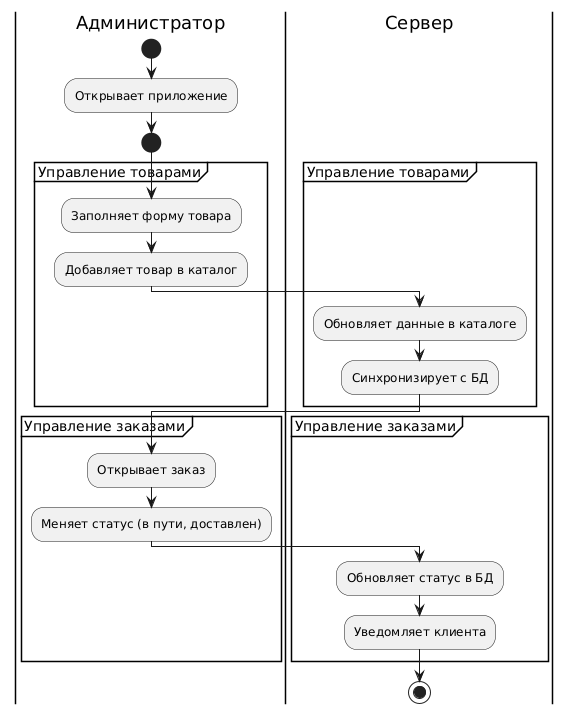 Администратор
Сервер
Открывает приложение
Управление товарами
Управление товарами
Заполняет форму товара
Добавляет товар в каталог
Обновляет данные в каталоге
Синхронизирует с БД
Управление заказами
Управление заказами
Открывает заказ
Меняет статус (в пути, доставлен)
Обновляет статус в БД
Уведомляет клиента